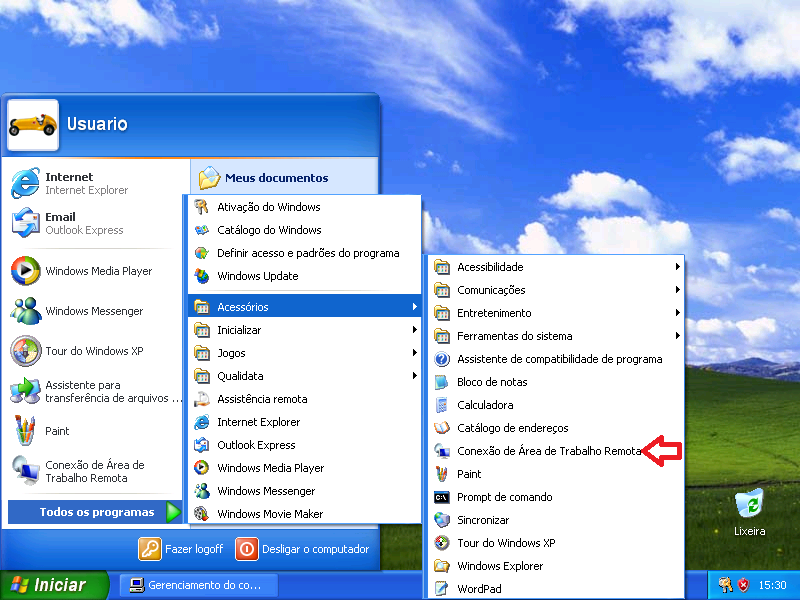 Usuario
Internet
Internet Explorer
Email
Outlook Express
Windows Media Player
Windows Messenger
Tour do Windows XP
Assistente para
transferência de arquivos ...
Paint
Conexão de Área de
Trabalho Remota
Todos os programas
Meus documentos
Ativação do Windows
Catálogo do Windows
Definir acesso e padrões do programa
Windows Update
Acessórios
Inicializar
Jogos
Qualidata
Assistência remota
Internet Explorer
Outlook Express
Windows Media Player
Windows Messenger
Windows Movie Maker
Acessibilidade
Comunicações
Entretenimento
Ferramentas do sistema
Assistente de compatibilidade de programa
Bloco de notas
Calculadora
Catálogo de endereços
Conexão de Área de Trabalho Remota
Paint
Prompt de comando
Sincronizar
Tour do Windows XP
Windows Explorer
WordPad
Fazer logoff
Desligar o computador
Lixeira
Iniciar
Gerenciamento do co...
15:30